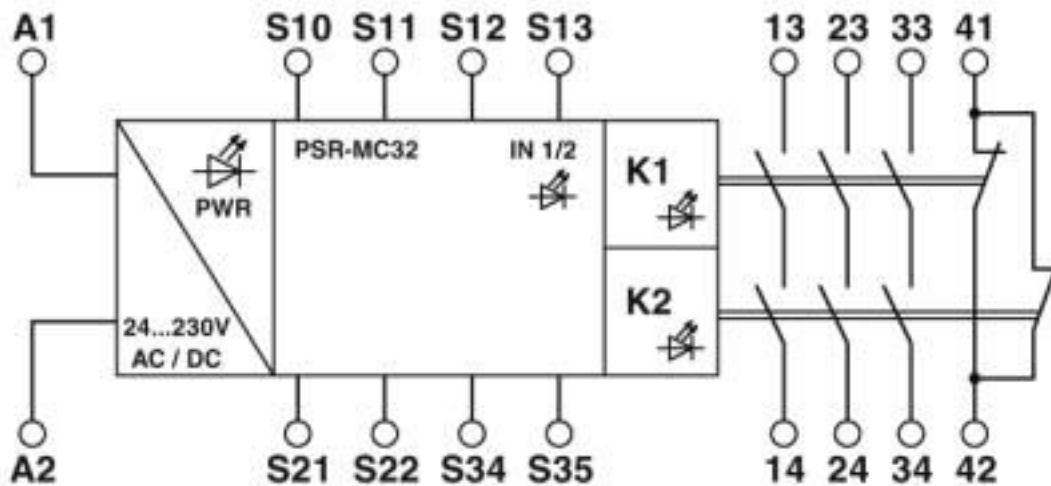 A1 S10 S11 S12 S13 13 23 33 41
PSR-MC32 IN 1/2
K1
PWR
K2
24...230V
AC / DC
A2 S21 S22 S34 S35 14 24 34 42